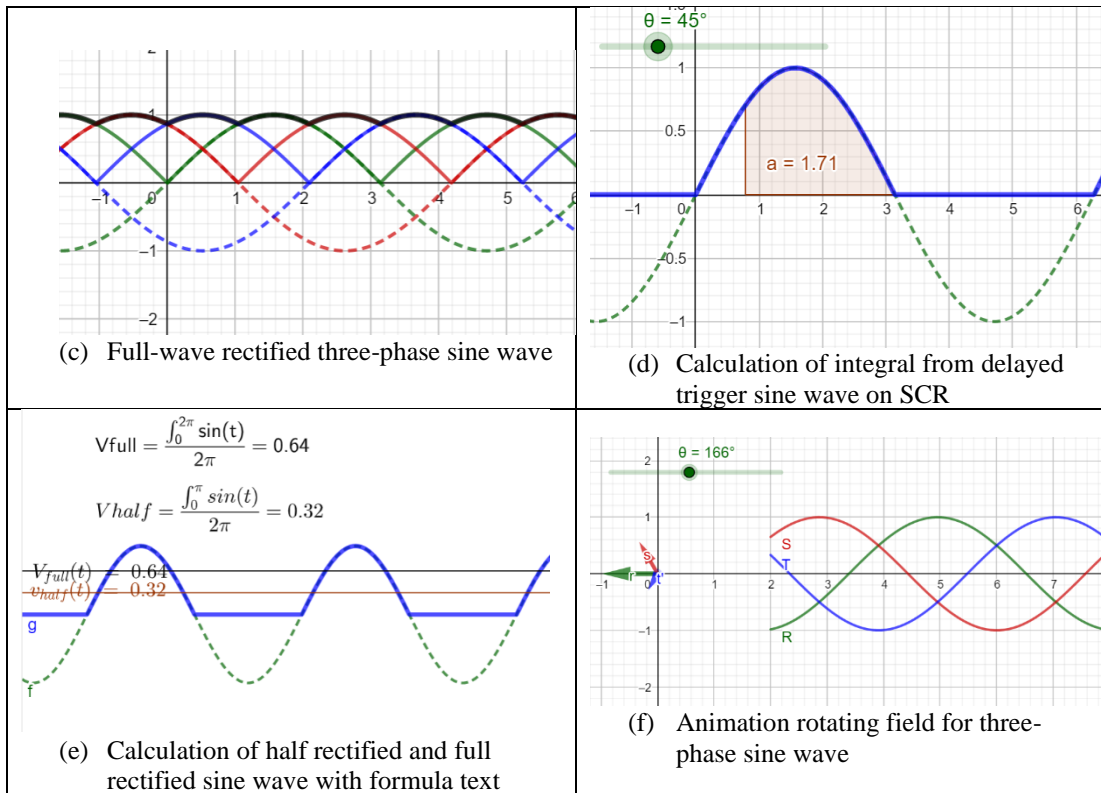 2
1
−1
−2
−1
0
1
2
3
4
5
6
(c) Full-wave rectified three-phase sine wave
θ = 45°
1
0.5
−0.5
−1
a = 1.71
−1
0
1
2
3
4
5
6
(d) Calculation of integral from delayed
trigger sine wave on SCR
Vfull = ∫₀^2π sin(t) / 2π = 0.64
Vhalf = ∫₀^π sin(t) / 2π = 0.32
V_full(t) = 0.64
v_half(t) = 0.32
g
f
(e) Calculation of half rectified and full
rectified sine wave with formula text
θ = 166°
2
1
−1
−2
−1
0
1
2
3
4
5
6
7
S
T
R
s
r
t
(f) Animation rotating field for three-
phase sine wave